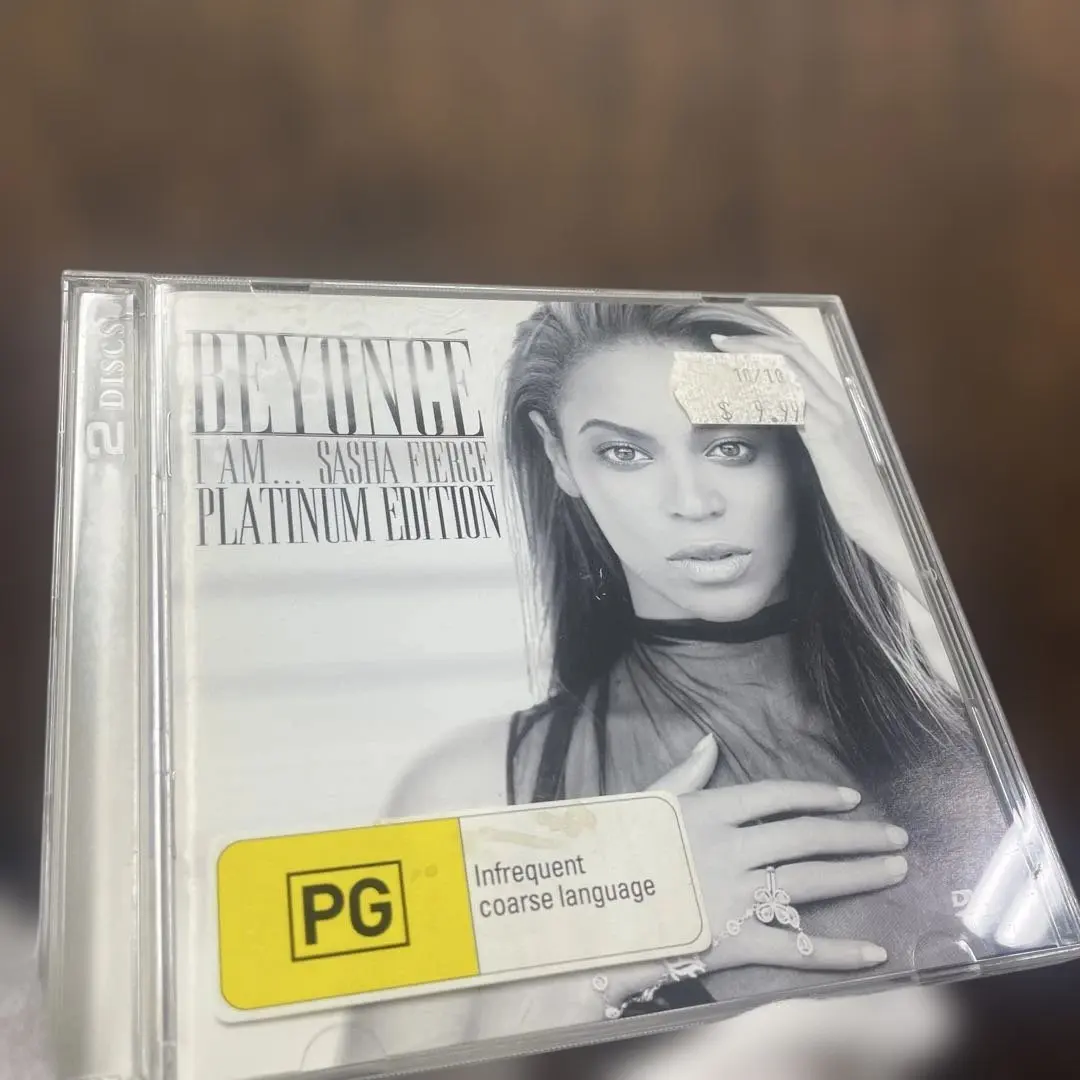 2 DISCS
BEYONCÉ
I AM... SASHA FIERCE
PLATINUM EDITION
10/10
$ 9.99
PG
Infrequent
coarse language